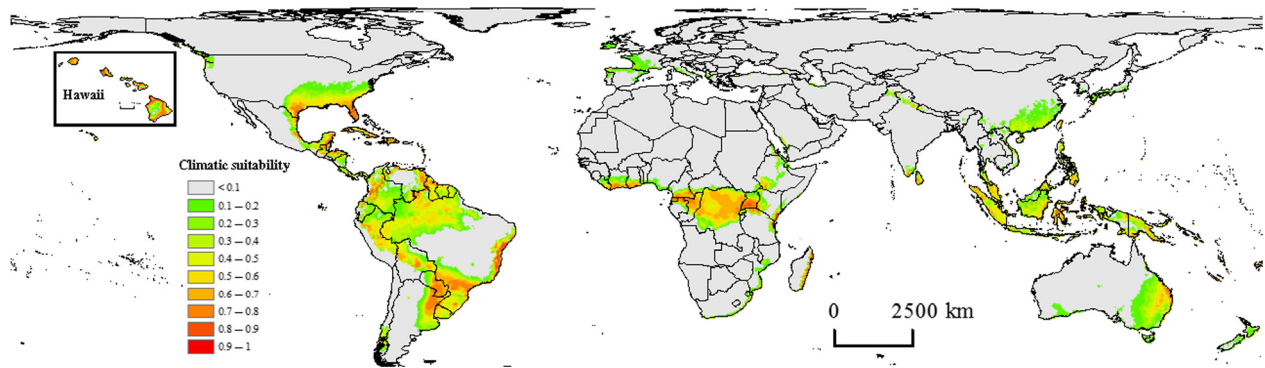 Hawaii
Climatic suitability
< 0.1
0.1 – 0.2
0.2 – 0.3
0.3 – 0.4
0.4 – 0.5
0.5 – 0.6
0.6 – 0.7
0.7 – 0.8
0.8 – 0.9
0.9 – 1
0 2500 km